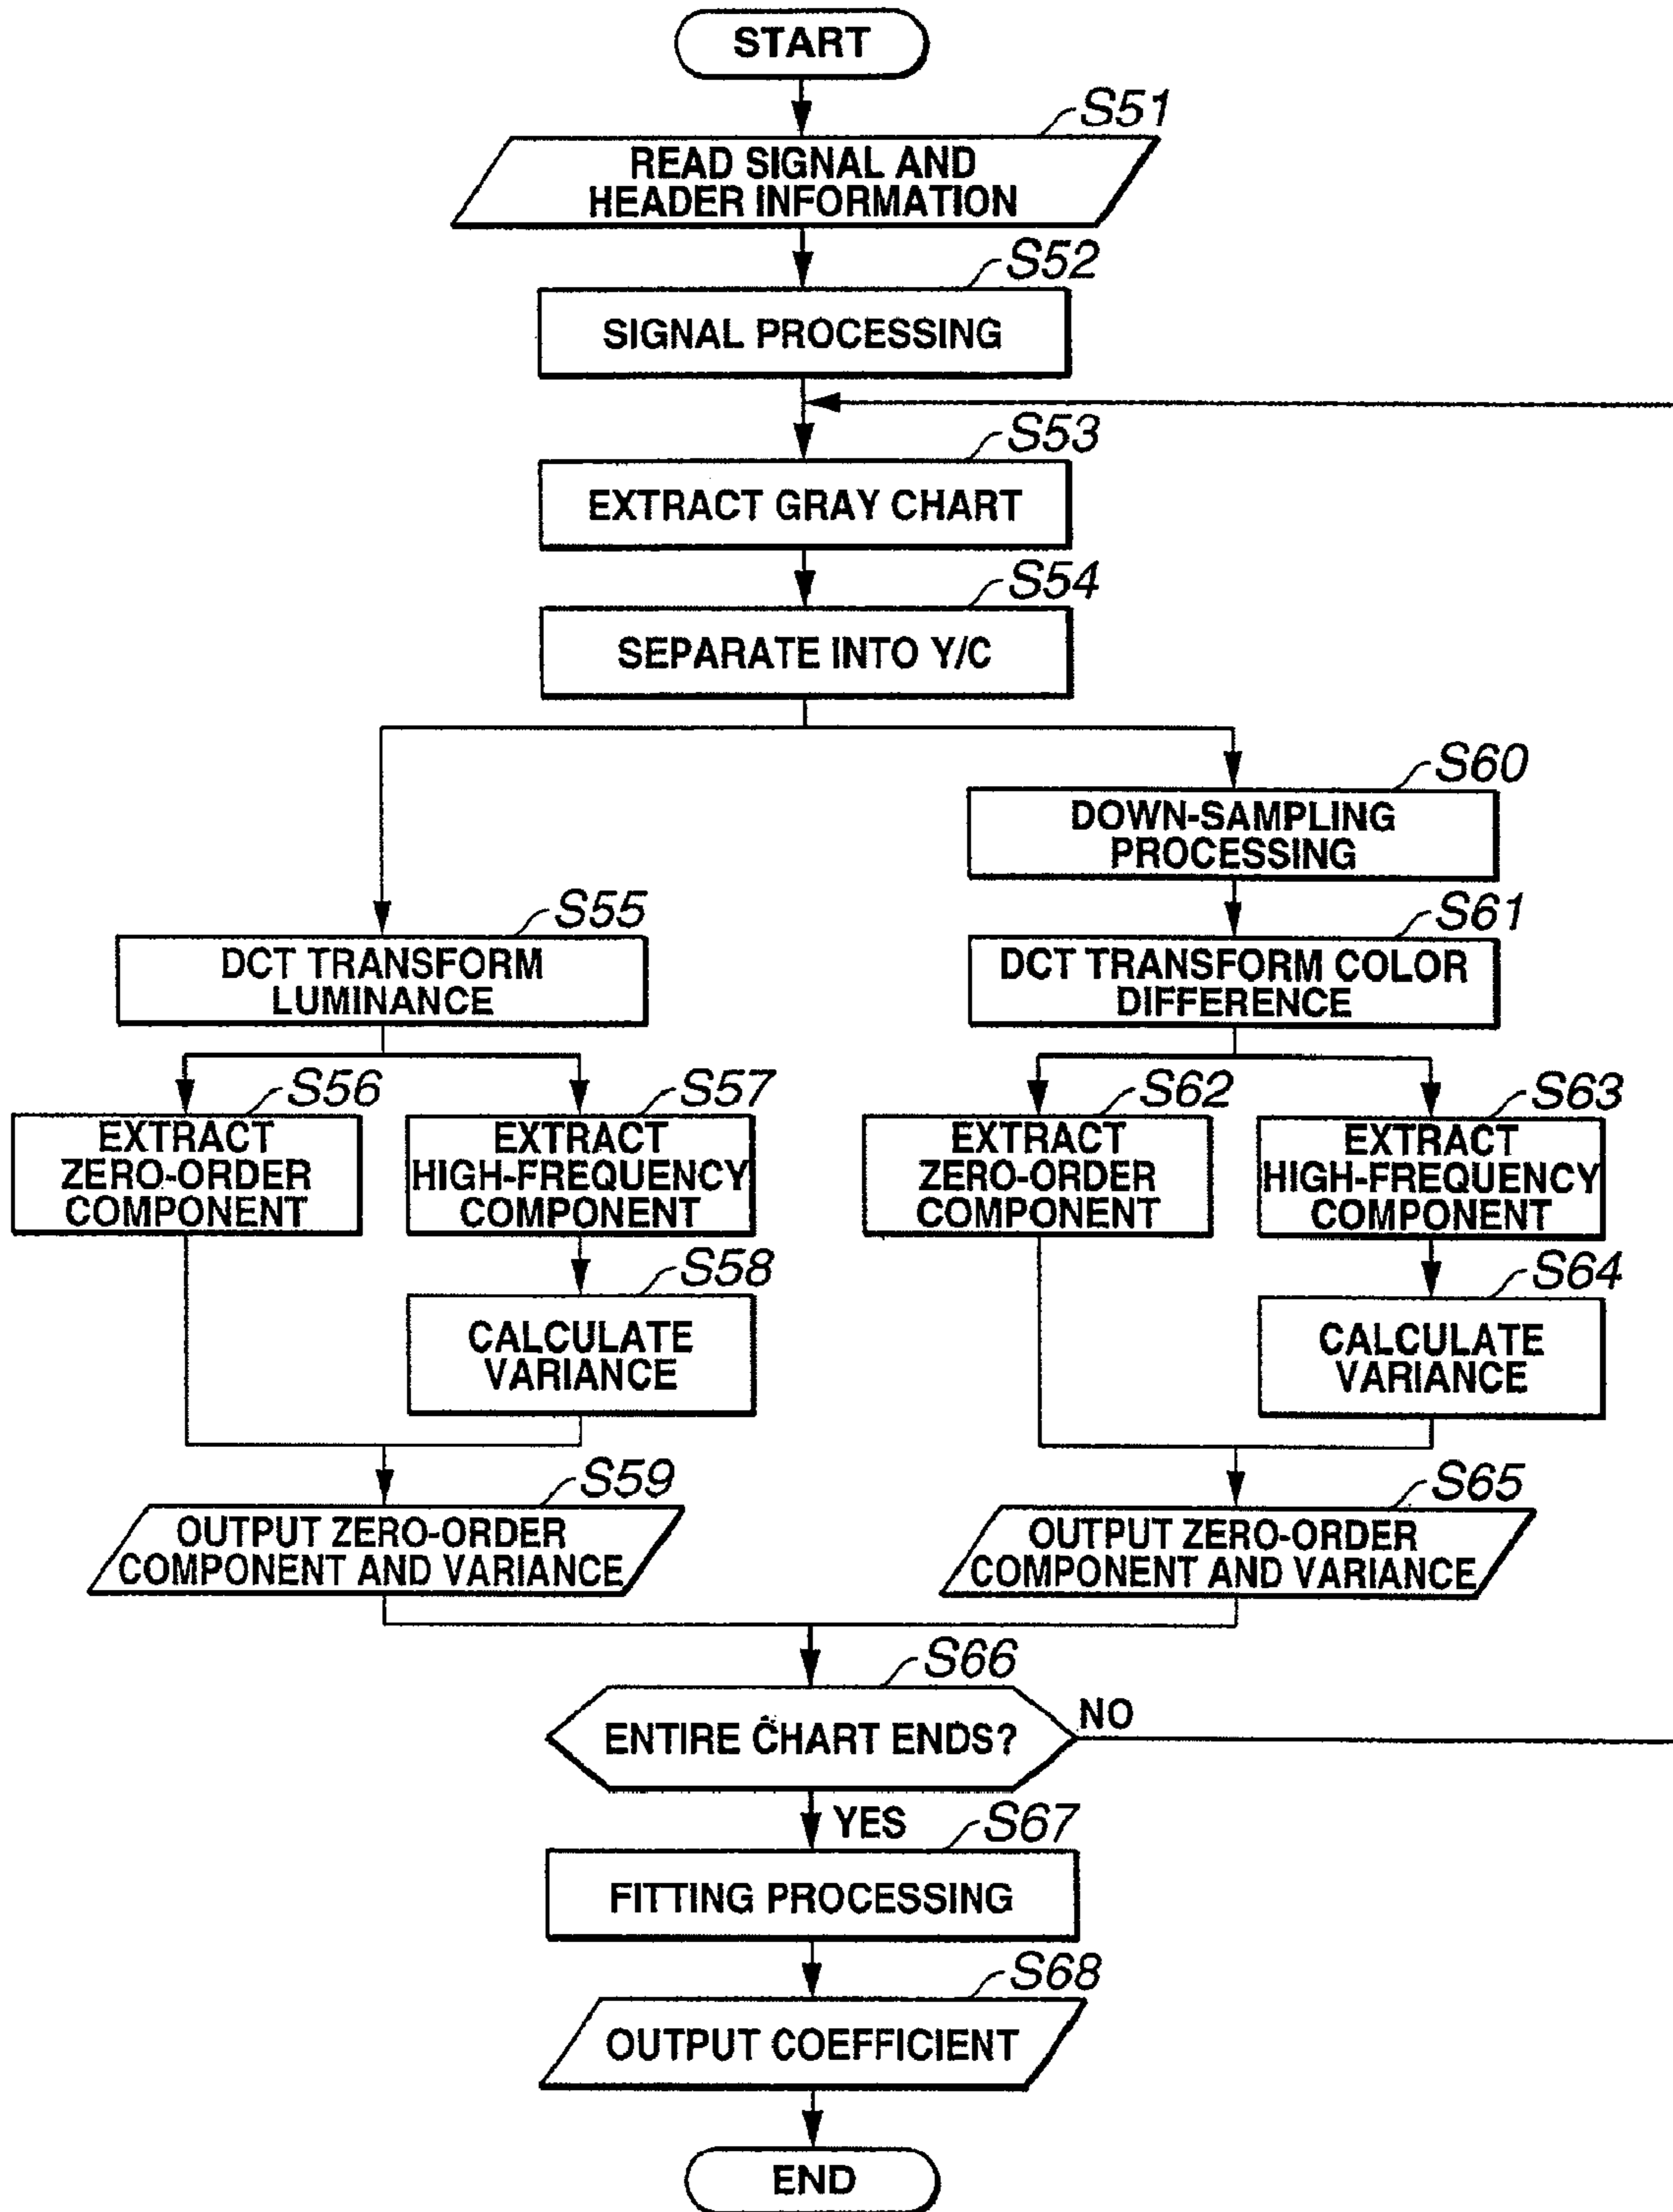 START
S51
READ SIGNAL AND
HEADER INFORMATION
S52
SIGNAL PROCESSING
S53
EXTRACT GRAY CHART
S54
SEPARATE INTO Y/C
S60
DOWN-SAMPLING
PROCESSING
S55
DCT TRANSFORM
LUMINANCE
S61
DCT TRANSFORM COLOR
DIFFERENCE
S56
EXTRACT
ZERO-ORDER
COMPONENT
S57
EXTRACT
HIGH-FREQUENCY
COMPONENT
S62
EXTRACT
ZERO-ORDER
COMPONENT
S63
EXTRACT
HIGH-FREQUENCY
COMPONENT
S58
CALCULATE
VARIANCE
S64
CALCULATE
VARIANCE
S59
OUTPUT ZERO-ORDER
COMPONENT AND VARIANCE
S65
OUTPUT ZERO-ORDER
COMPONENT AND VARIANCE
S66
ENTIRE CHART ENDS?
NO
YES
S67
FITTING PROCESSING
S68
OUTPUT COEFFICIENT
END